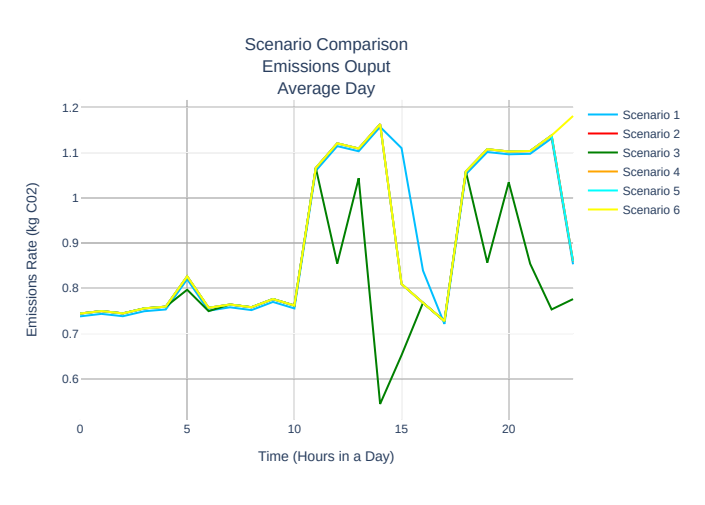 Scenario Comparison
Emissions Ouput
Average Day
1.2
1.1
1
0.9
0.8
0.7
0.6
0
5
10
15
20
Emissions Rate (kg C02)
Time (Hours in a Day)
Scenario 1
Scenario 2
Scenario 3
Scenario 4
Scenario 5
Scenario 6